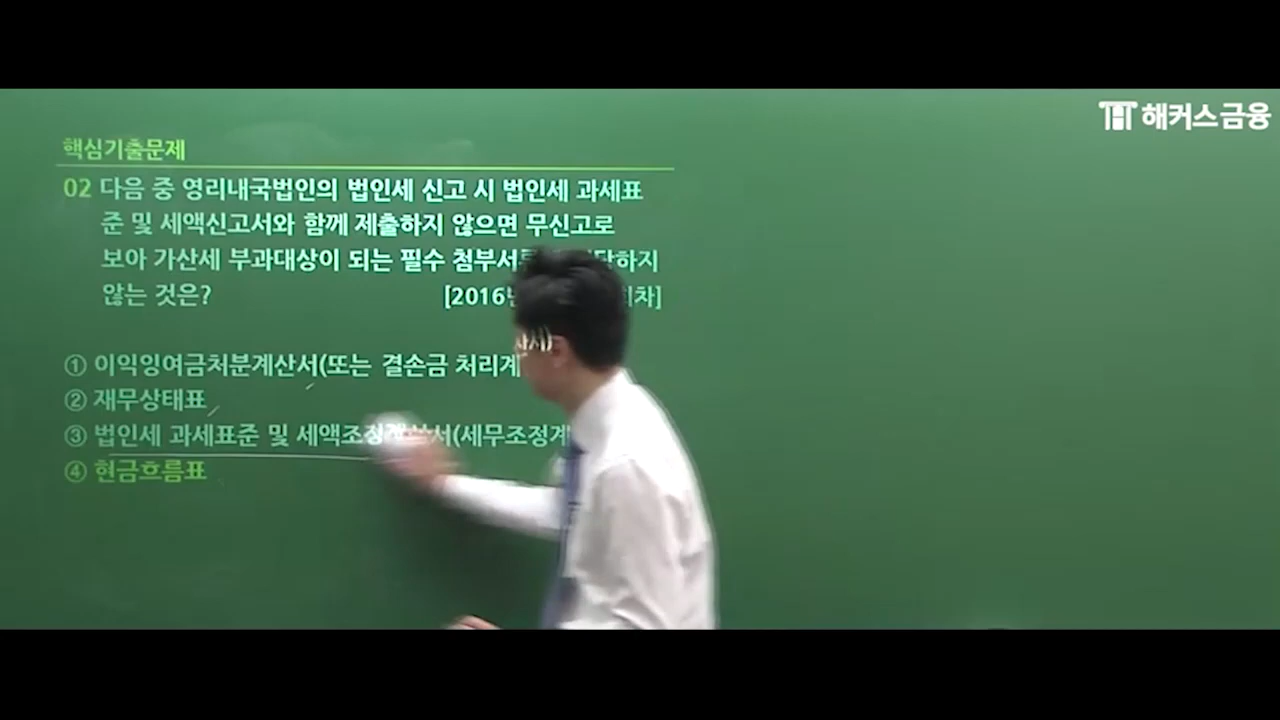 해커스금융
핵심기출문제
02 다음 중 영리내국법인의 법인세 신고 시 법인세 과세표
준 및 세액신고서와 함께 제출하지 않으면 무신고로
보아 가산세 부과대상이 되는 필수 첨부서
않는 것은? [2016
① 이익잉여금처분계산서(또는 결손금 처리계
② 재무상태표
③ 법인세 과세표준 및 세액조정계산서(세무조정계
④ 현금흐름표